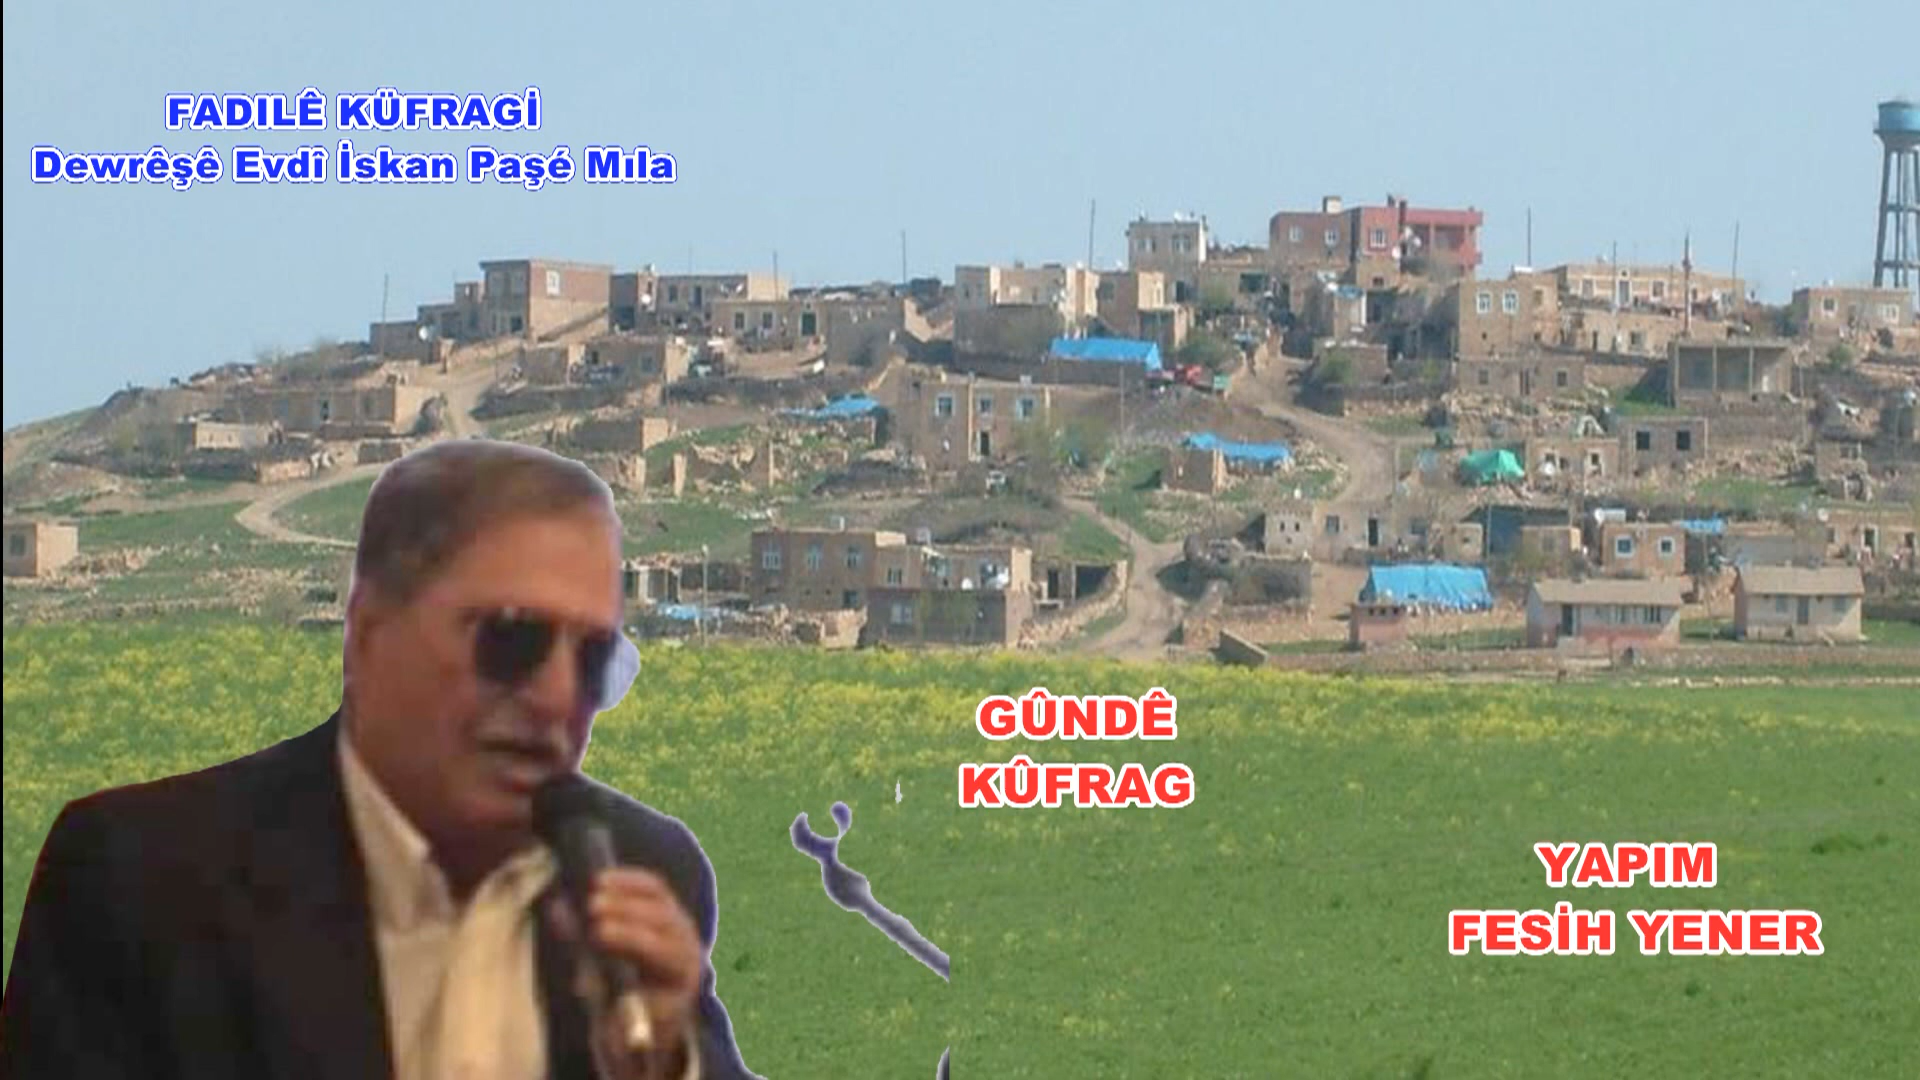 FADILÊ KÜFRAGİ
Dewrêşê Evdî İskan Paşé Mıla
GÛNDÊ
KÛFRAG
YAPIM
FESİH YENER